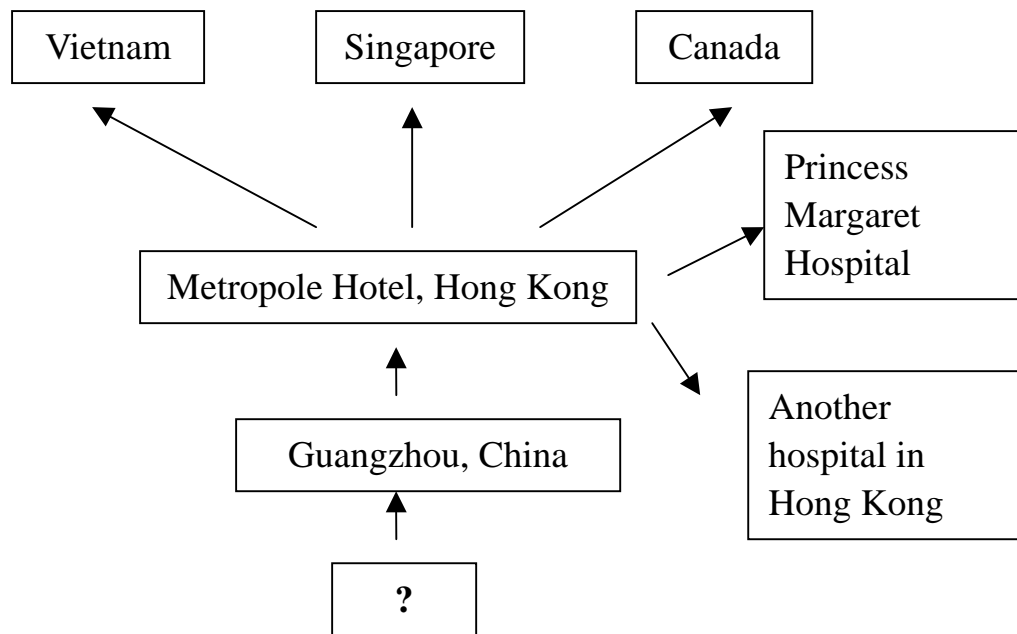 Vietnam
Singapore
Canada
Princess
Margaret
Hospital
Metropole Hotel, Hong Kong
Another
hospital in
Hong Kong
Guangzhou, China
?